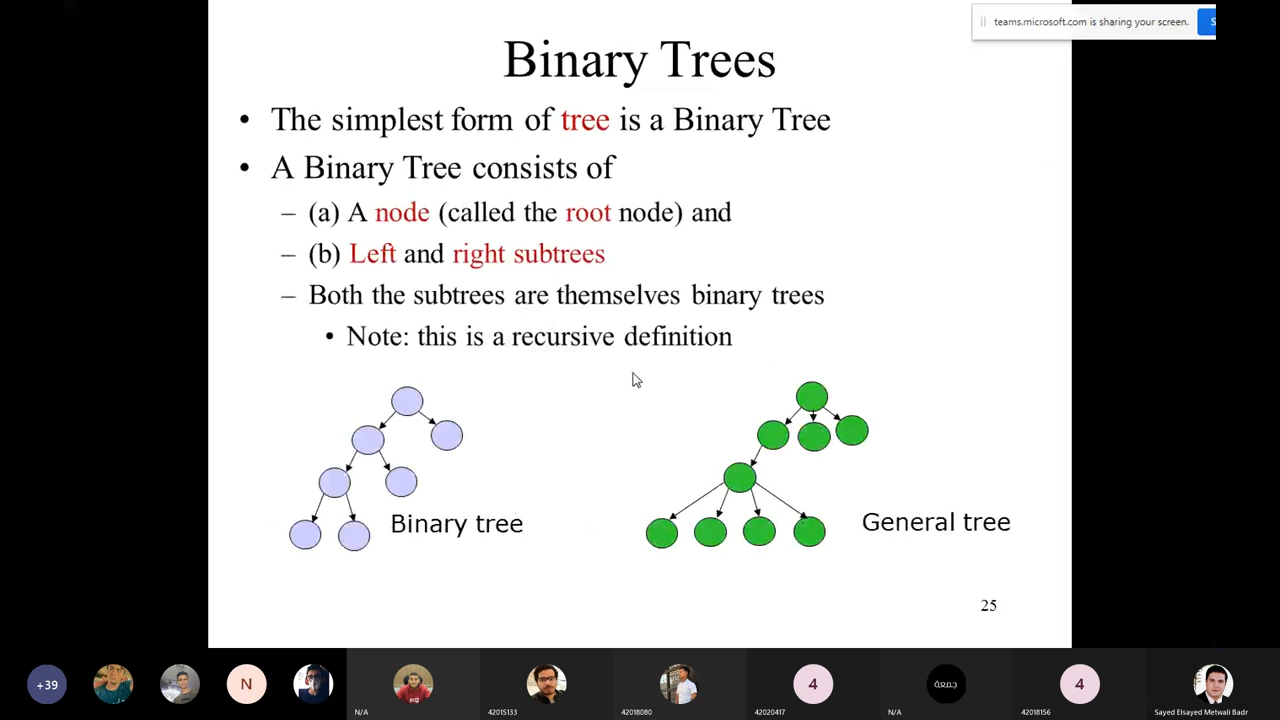 teams.microsoft.com is sharing your screen.
S
Binary Trees
• The simplest form of tree is a Binary Tree
• A Binary Tree consists of
– (a) A node (called the root node) and
– (b) Left and right subtrees
– Both the subtrees are themselves binary trees
• Note: this is a recursive definition
Binary tree
General tree
25
+39
N
4
جمعة
4
N/A
42015133
42018080
42020417
N/A
42018156
Sayed Elsayed Metwali Badr